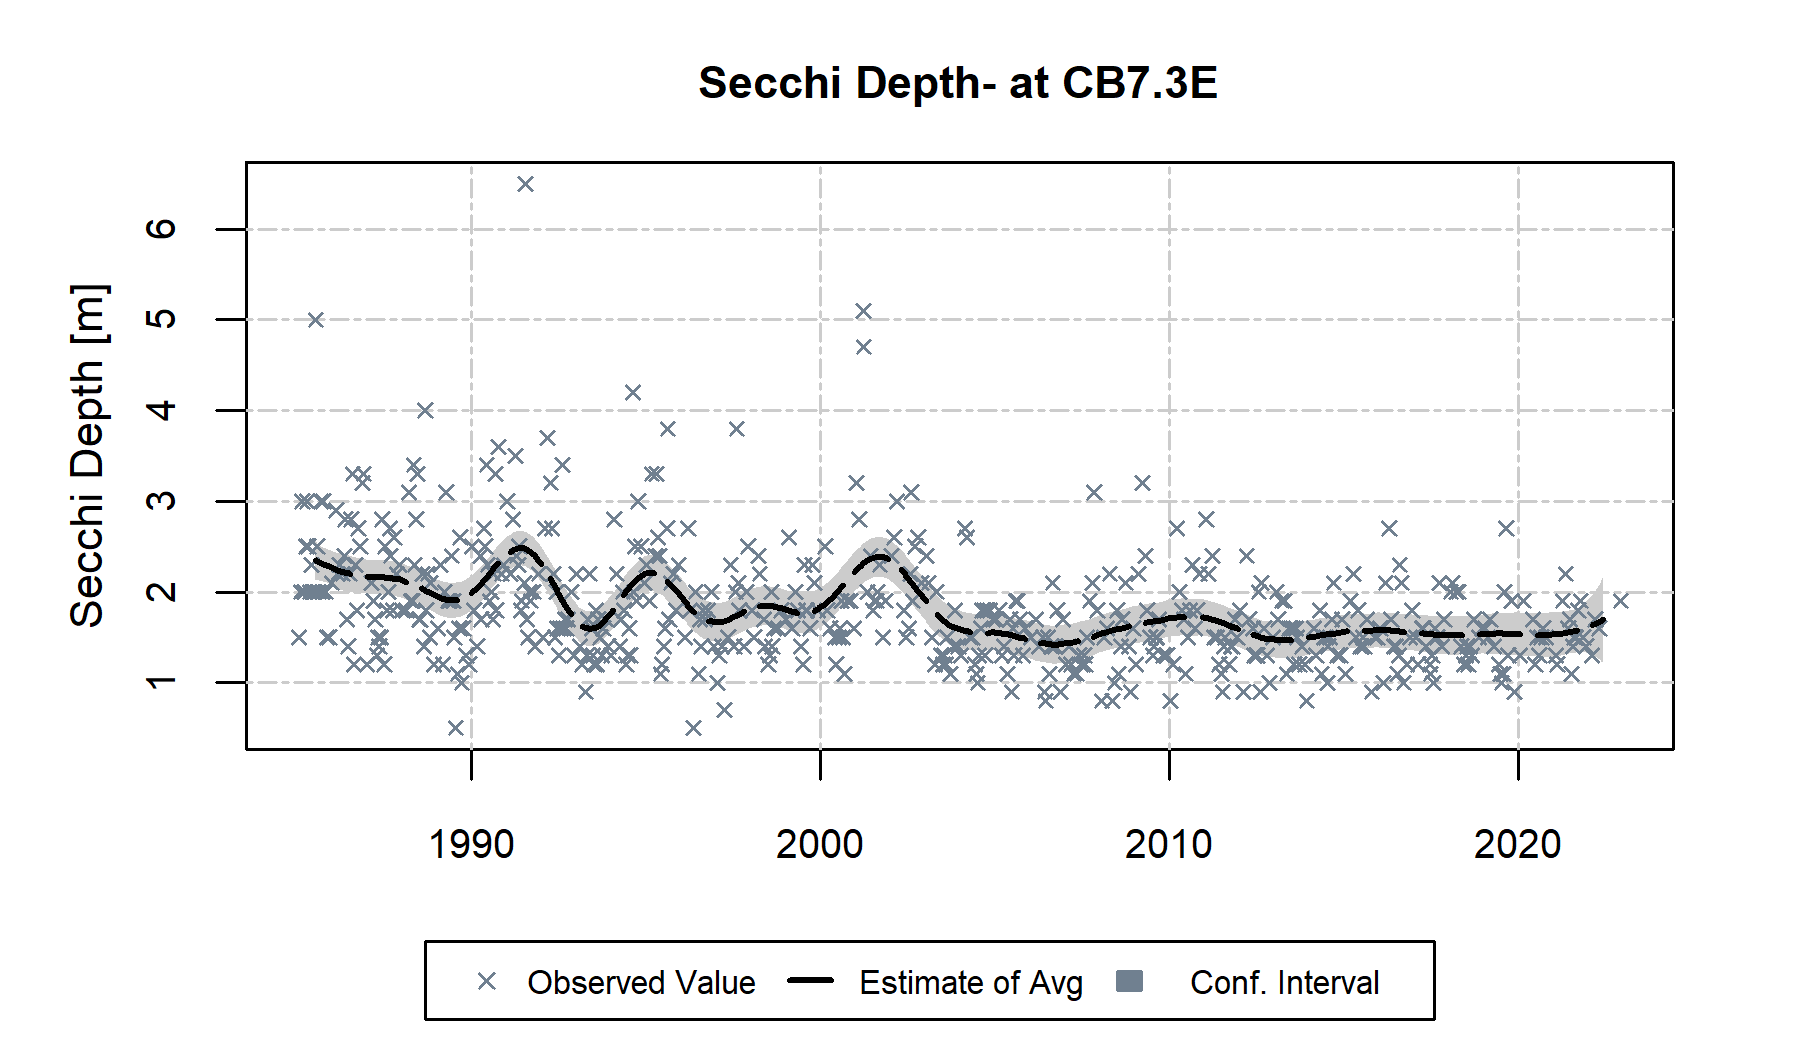 Secchi Depth- at CB7.3E
Secchi Depth [m]
6
5
4
3
2
1
1990 2000 2010 2020
Observed Value Estimate of Avg Conf. Interval